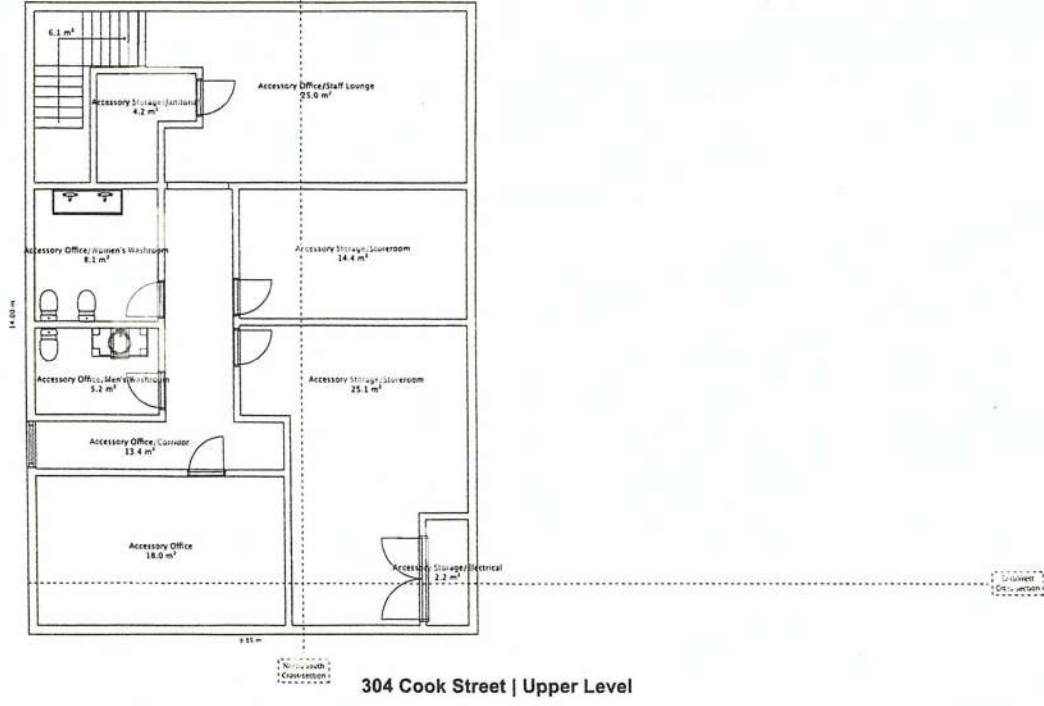 6.1 m²
Accessory Office/Staff Lounge
25.0 m²
Accessory Storage/Janitorial
4.2 m²
Accessory Office/Women's Washroom
8.1 m²
Accessory Storage/Storeroom
14.4 m²
14.00 m
Accessory Office/Men's Washroom
5.2 m²
Accessory Storage/Storeroom
25.1 m²
Accessory Office/Corridor
13.4 m²
Accessory Office
18.0 m²
Accessory Storage/Electrical
2.2 m²
East/West
Cross-section
North/South
Cross-section
304 Cook Street | Upper Level